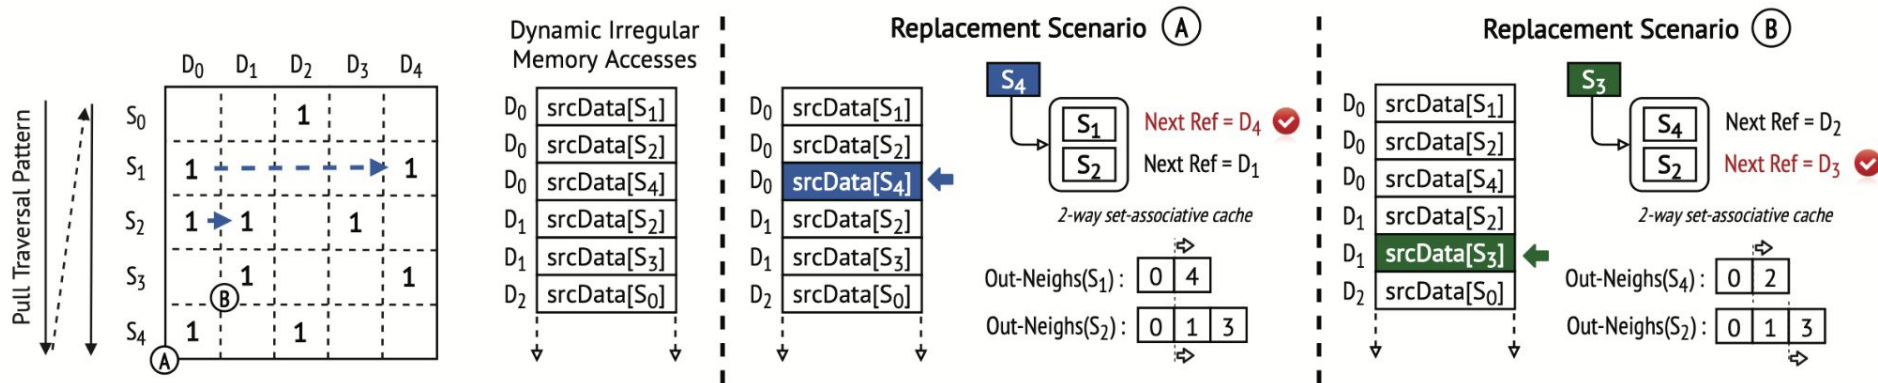 Pull Traversal Pattern
D₀ D₁ D₂ D₃ D₄
S₀ 1
S₁ 1 1
S₂ 1 1 1
S₃ 1 1
B
S₄ 1 1
A
Dynamic Irregular
Memory Accesses
D₀ srcData[S₁]
D₀ srcData[S₂]
D₀ srcData[S₄]
D₁ srcData[S₂]
D₁ srcData[S₃]
D₂ srcData[S₀]
Replacement Scenario A
D₀ srcData[S₁]
D₀ srcData[S₂]
D₀ srcData[S₄]
D₁ srcData[S₂]
D₁ srcData[S₃]
D₂ srcData[S₀]
S₄
S₁ Next Ref = D₄
S₂ Next Ref = D₁
2-way set-associative cache
Out-Neighs(S₁) : 0 4
Out-Neighs(S₂) : 0 1 3
Replacement Scenario B
D₀ srcData[S₁]
D₀ srcData[S₂]
D₀ srcData[S₄]
D₁ srcData[S₂]
D₁ srcData[S₃]
D₂ srcData[S₀]
S₃
S₄ Next Ref = D₂
S₂ Next Ref = D₃
2-way set-associative cache
Out-Neighs(S₄) : 0 2
Out-Neighs(S₂) : 0 1 3